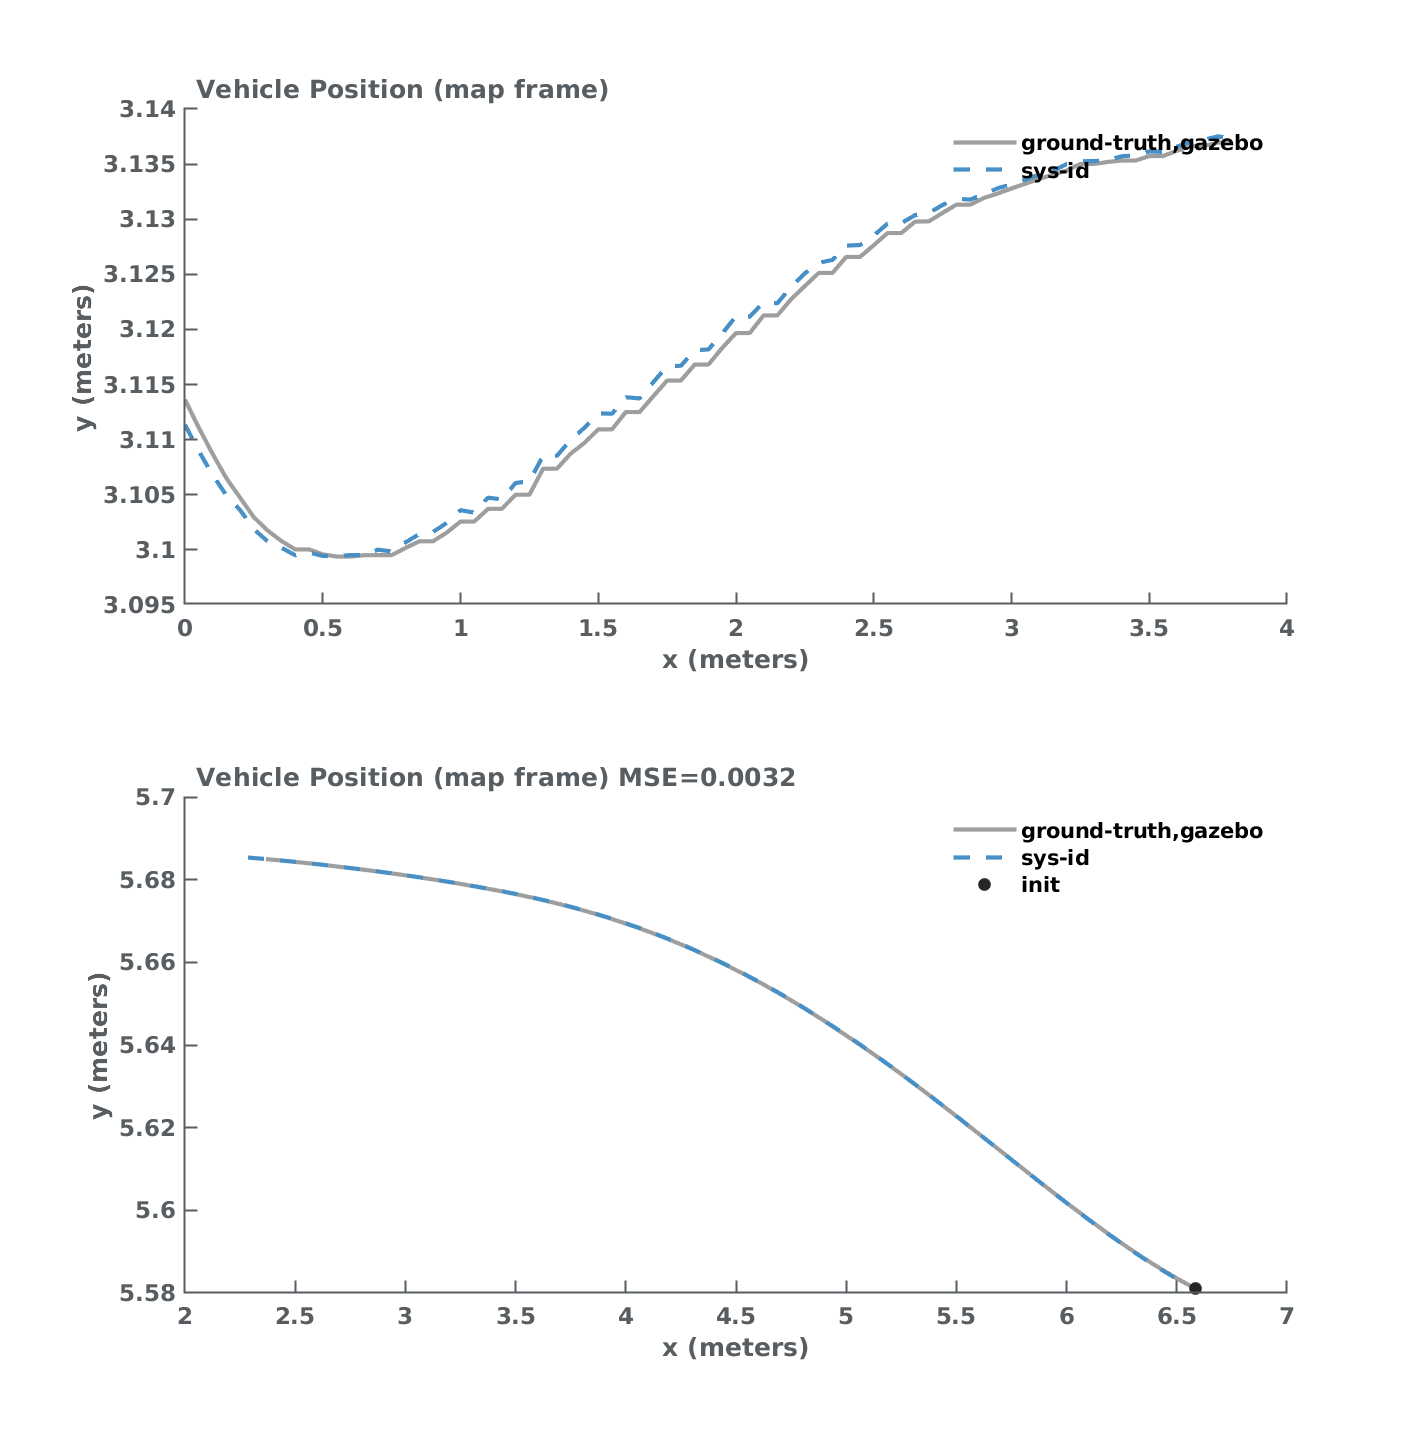 Vehicle Position (map frame)
3.14
3.135
3.13
3.125
3.12
3.115
3.11
3.105
3.1
3.095
y (meters)
ground-truth,gazebo
sys-id
0 0.5 1 1.5 2 2.5 3 3.5 4
x (meters)
Vehicle Position (map frame) MSE=0.0032
5.7
5.68
5.66
5.64
5.62
5.6
5.58
y (meters)
ground-truth,gazebo
sys-id
init
2 2.5 3 3.5 4 4.5 5 5.5 6 6.5 7
x (meters)